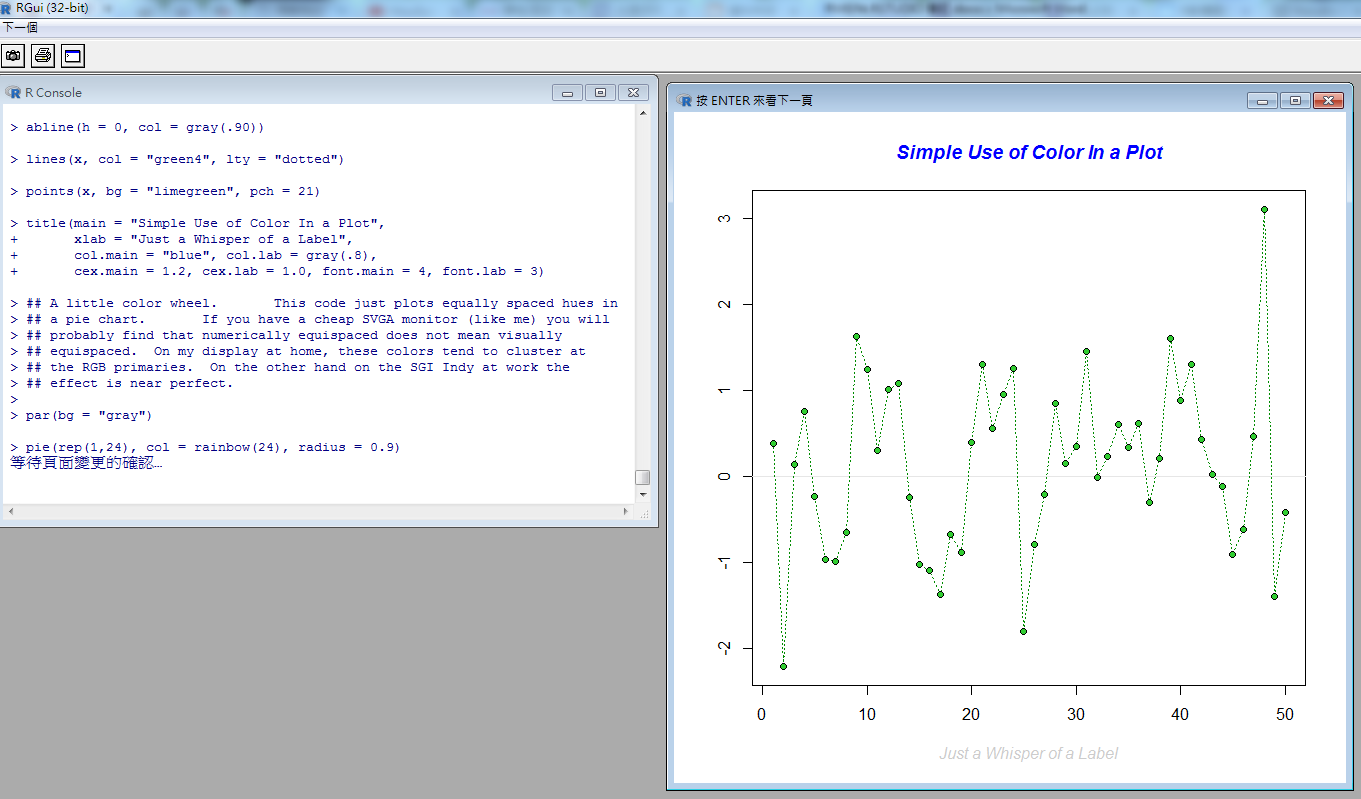 RGui (32-bit)
下一個
R Console
> abline(h = 0, col = gray(.90))
> lines(x, col = "green4", lty = "dotted")
> points(x, bg = "limegreen", pch = 21)
> title(main = "Simple Use of Color In a Plot",
+       xlab = "Just a Whisper of a Label",
+       col.main = "blue", col.lab = gray(.8),
+       cex.main = 1.2, cex.lab = 1.0, font.main = 4, font.lab = 3)
> ## A little color wheel.       This code just plots equally spaced hues in
> ## a pie chart.       If you have a cheap SVGA monitor (like me) you will
> ## probably find that numerically equispaced does not mean visually
> ## equispaced.  On my display at home, these colors tend to cluster at
> ## the RGB primaries.  On the other hand on the SGI Indy at work the
> ## effect is near perfect.
>
> par(bg = "gray")
> pie(rep(1,24), col = rainbow(24), radius = 0.9)
等待頁面變更的確認…
按 ENTER 來看下一頁
Simple Use of Color In a Plot
3
2
1
0
-1
-2
0 10 20 30 40 50
Just a Whisper of a Label